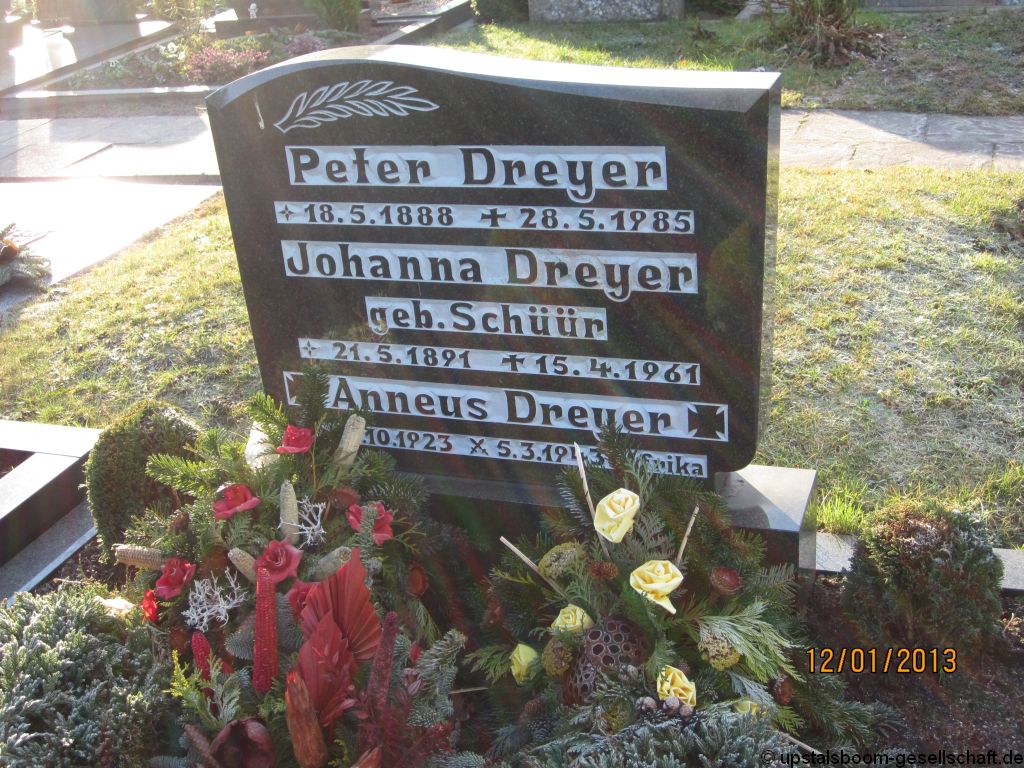 Peter Dreyer
18.5.1888 28.5.1985
Johanna Dreyer
geb. Schüür
21.5.1891 15.4.1961
Anneus Dreyer
10.1923 5.3.1943
12/01/2013
© upstalsboom-gesellschaft.de